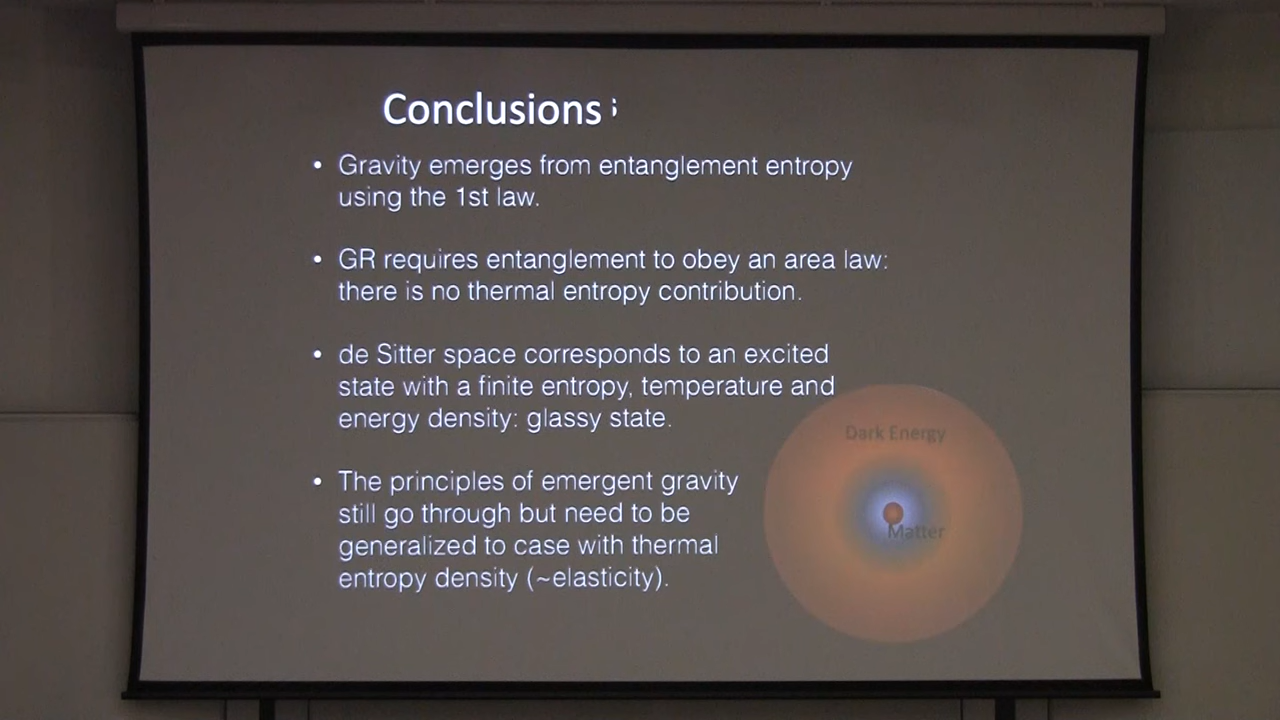 Conclusions
• Gravity emerges from entanglement entropy
using the 1st law.
• GR requires entanglement to obey an area law:
there is no thermal entropy contribution.
• de Sitter space corresponds to an excited
state with a finite entropy, temperature and
energy density: glassy state.
• The principles of emergent gravity
still go through but need to be
generalized to case with thermal
entropy density (~elasticity).
Dark Energy
Matter